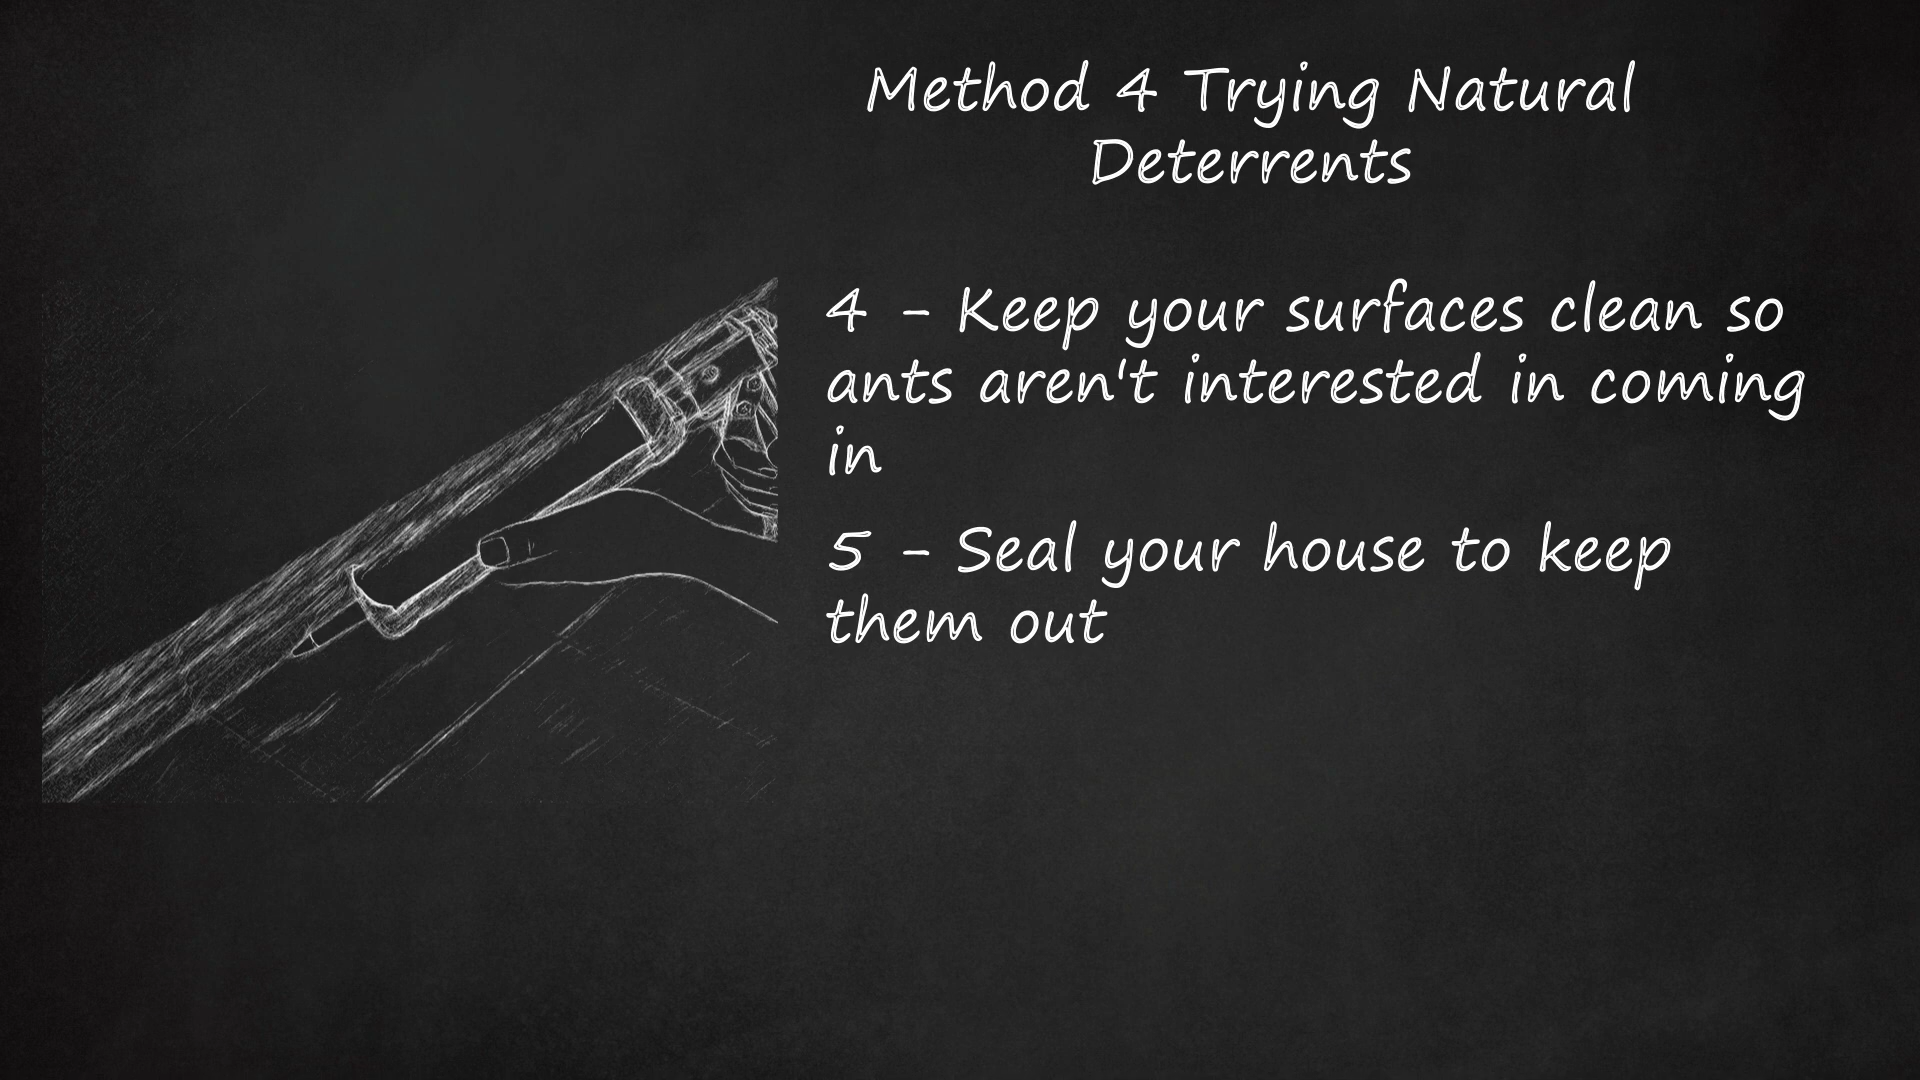 Method 4 Trying Natural
Deterrents
4 - Keep your surfaces clean so
ants aren't interested in coming
in
5 - Seal your house to keep
them out